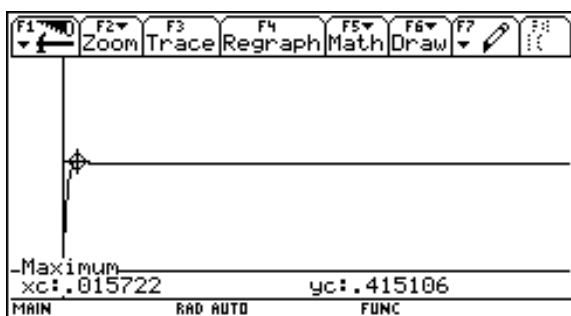 F1 F2 F3 F4 F5 F6 F7
Zoom Trace Regraph Math Draw
Maximum
xc:.015722 yc:.415106
MAIN RAD AUTO FUNC